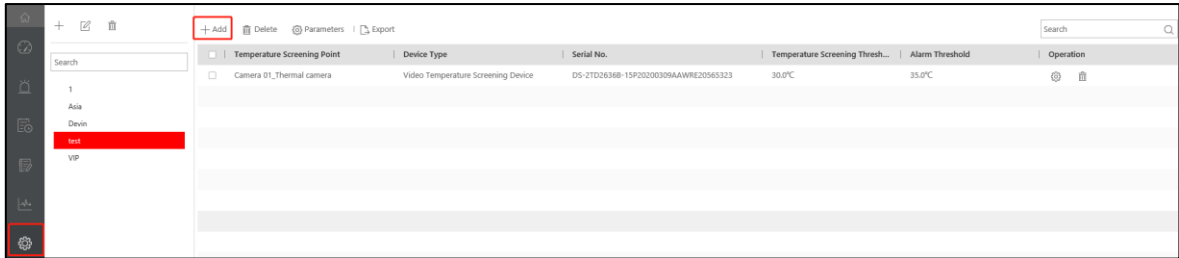 Add Delete Parameters Export Search
Search
Temperature Screening Point Device Type Serial No. Temperature Screening Thresh... Alarm Threshold Operation
Camera 01_Thermal camera Video Temperature Screening Device DS-2TD2636B-15P20200309AAWRE20565323 30.0°C 35.0°C
1
Asia
Devin
test
VIP